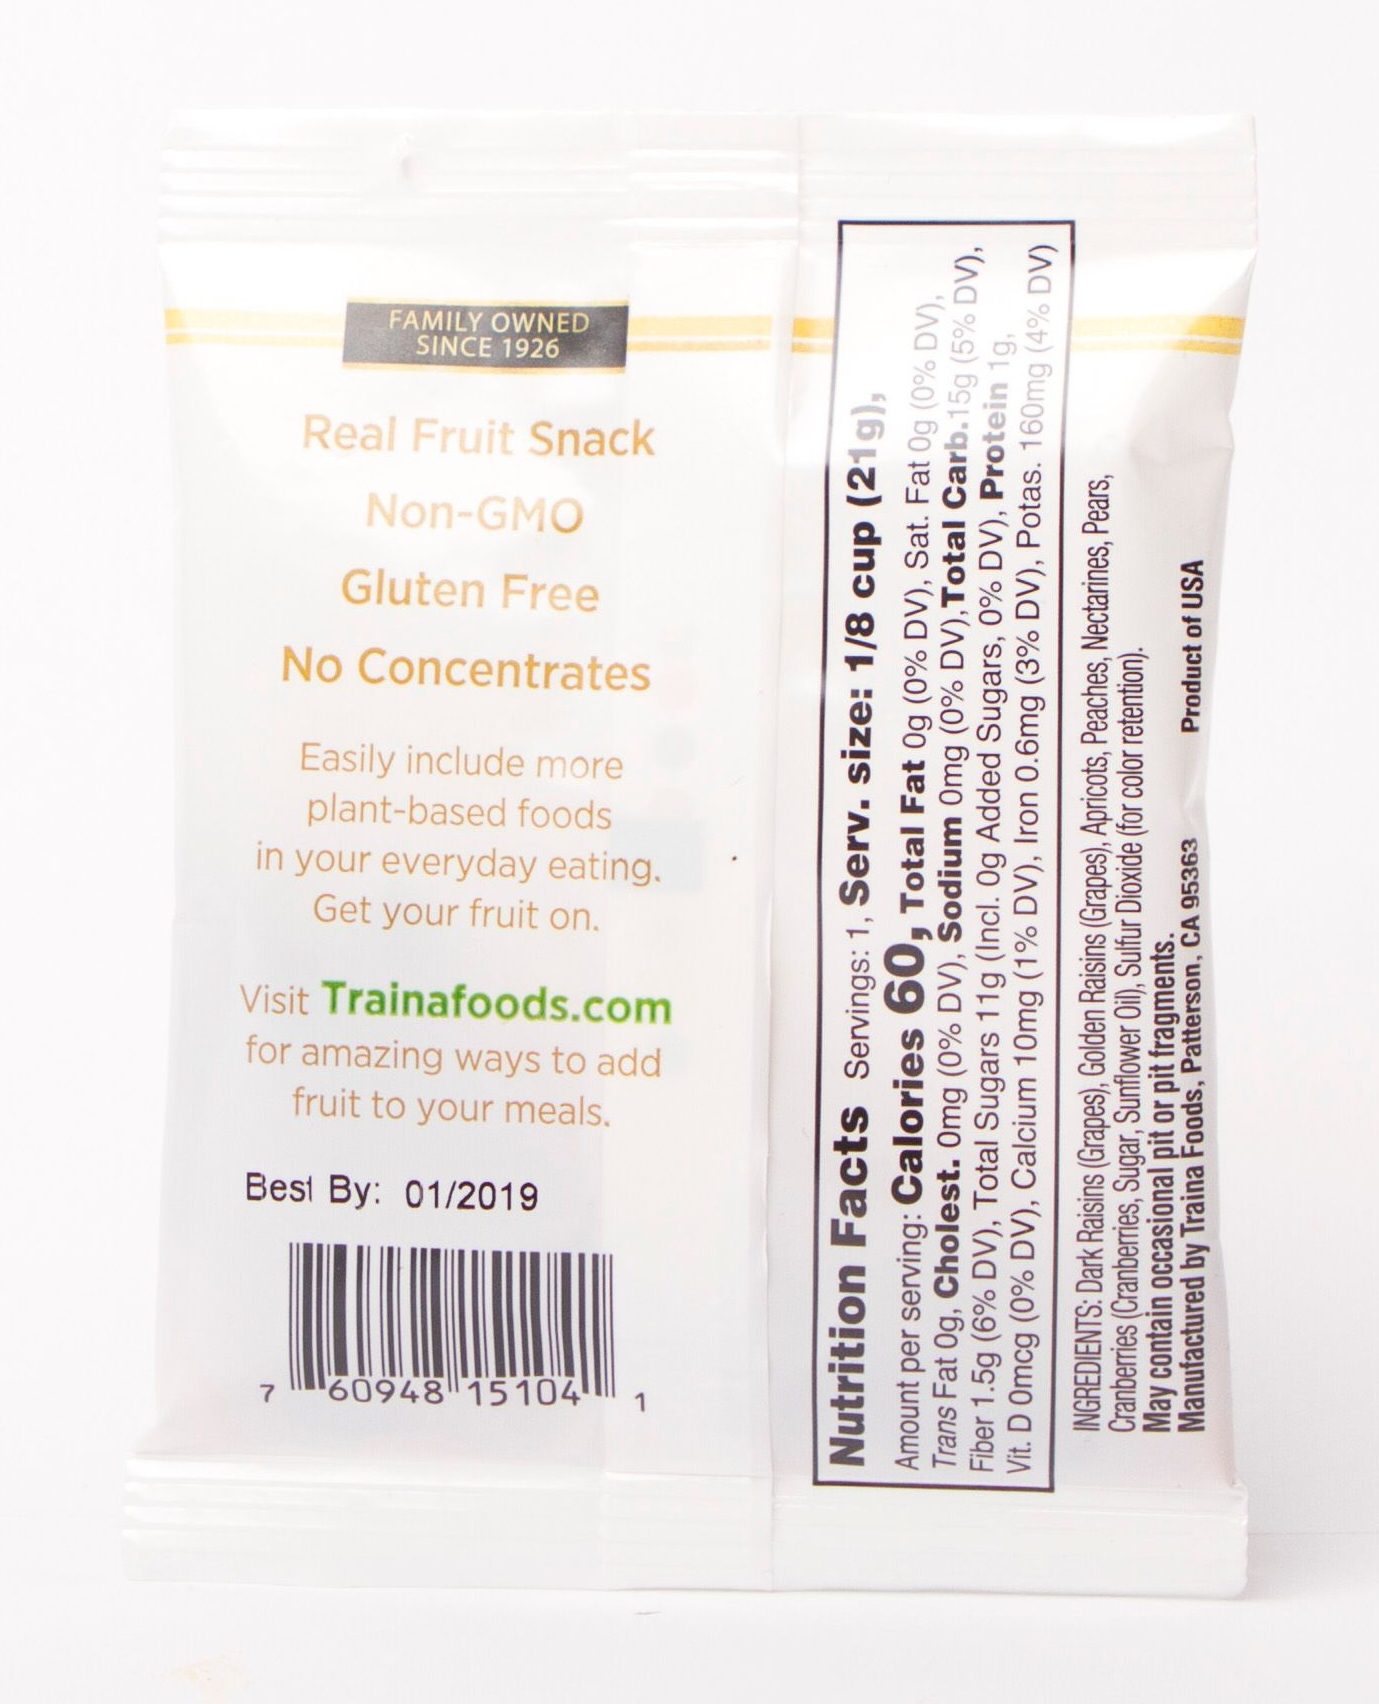 FAMILY OWNED
SINCE 1926
Real Fruit Snack
Non-GMO
Gluten Free
No Concentrates
Easily include more
plant-based foods
in your everyday eating.
Get your fruit on.
Visit Trainafoods.com
for amazing ways to add
fruit to your meals.
Best By: 01/2019
7 60948 15104 1
Nutrition Facts Servings: 1, Serv. size: 1/8 cup (21g),
Amount per serving: Calories 60, Total Fat 0g (0% DV), Sat. Fat 0g (0% DV),
Trans Fat 0g, Cholest. 0mg (0% DV), Sodium 0mg (0% DV), Total Carb.15g (5% DV),
Fiber 1.5g (6% DV), Total Sugars 11g (Incl. 0g Added Sugars, 0% DV), Protein 1g,
Vit. D 0mcg (0% DV), Calcium 10mg (1% DV), Iron 0.6mg (3% DV), Potas. 160mg (4% DV)
INGREDIENTS: Dark Raisins (Grapes), Golden Raisins (Grapes), Apricots, Peaches, Nectarines, Pears,
Cranberries (Cranberries, Sugar, Sunflower Oil), Sulfur Dioxide (for color retention).
May contain occasional pit or pit fragments.
Manufactured by Traina Foods, Patterson, CA 95363 Product of USA